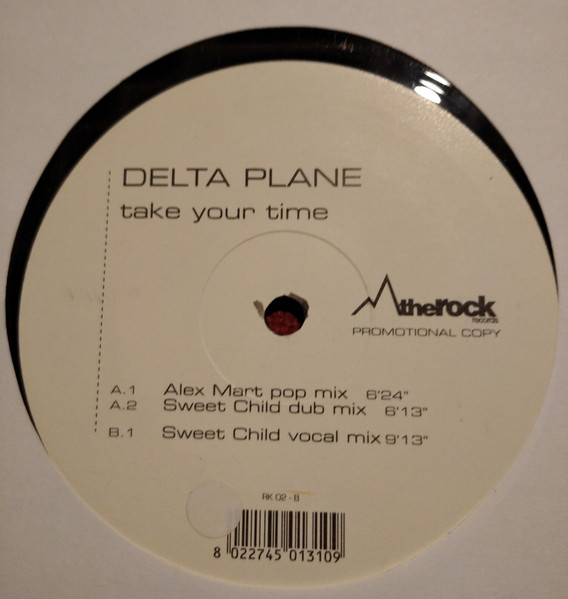 DELTA PLANE
take your time
therock
records
PROMOTIONAL COPY
A.1 Alex Mart pop mix 6'24"
A.2 Sweet Child dub mix 6'13"
B.1 Sweet Child vocal mix 9'13"
RK 02 - B
8 022745 013109